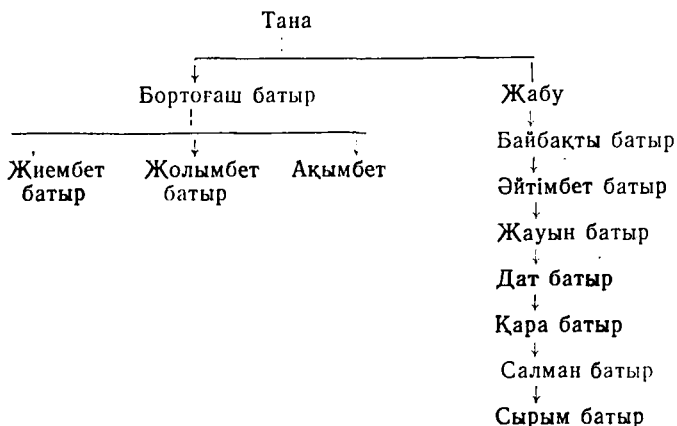 Тана
Бортоғаш батыр
Жабу
Байбақты батыр
Жиембет Жолымбет Ақымбет
батыр батыр
Әйтімбет батыр
Жауын батыр
Дат батыр
Қара батыр
Салман батыр
Сырым батыр